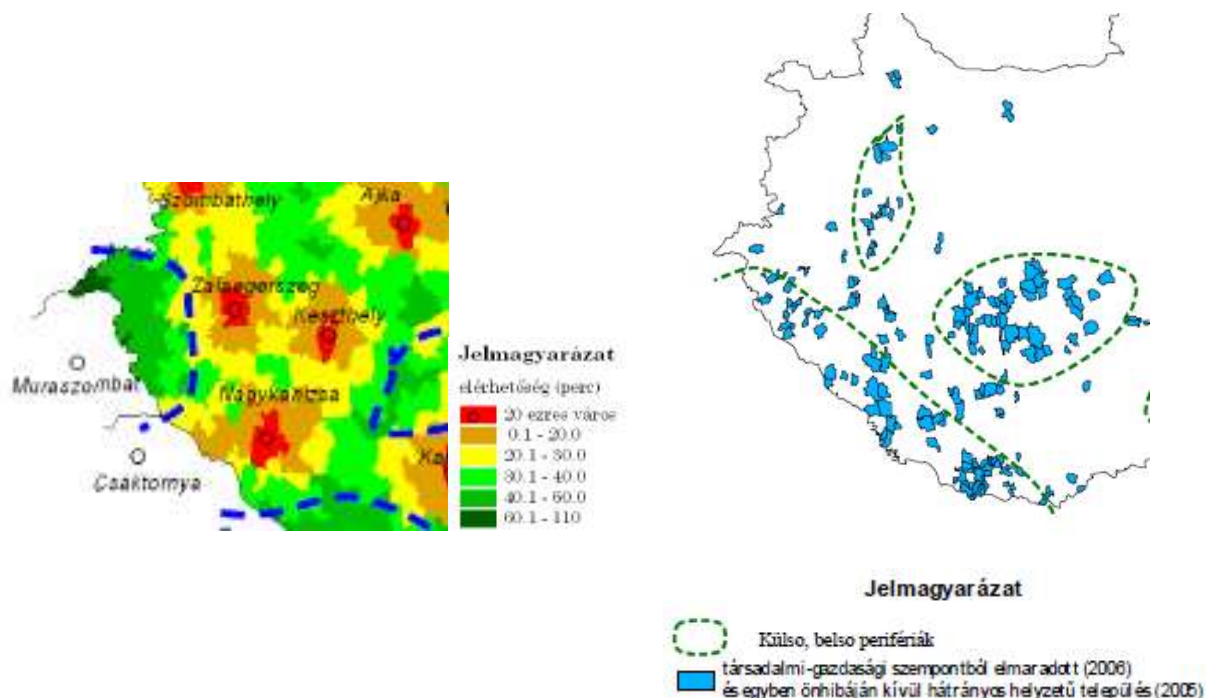 Szombathely
Ajka
Zalaegerszeg
Keszthely
Muraszombat
Nagykanizsa
Csáktornya
Jelmagyarázat
elérhetőség (perc)
20 ezres város
0.1 - 20.0
20.1 - 30.0
30.1 - 40.0
40.1 - 60.0
60.1 - 110
Jelmagyarázat
Külso, belso perifériák
társadalmi-gazdasági szempontból elmaradott (2006)
és egyben önhibáján kívül hátrányos helyzetű település (2005)